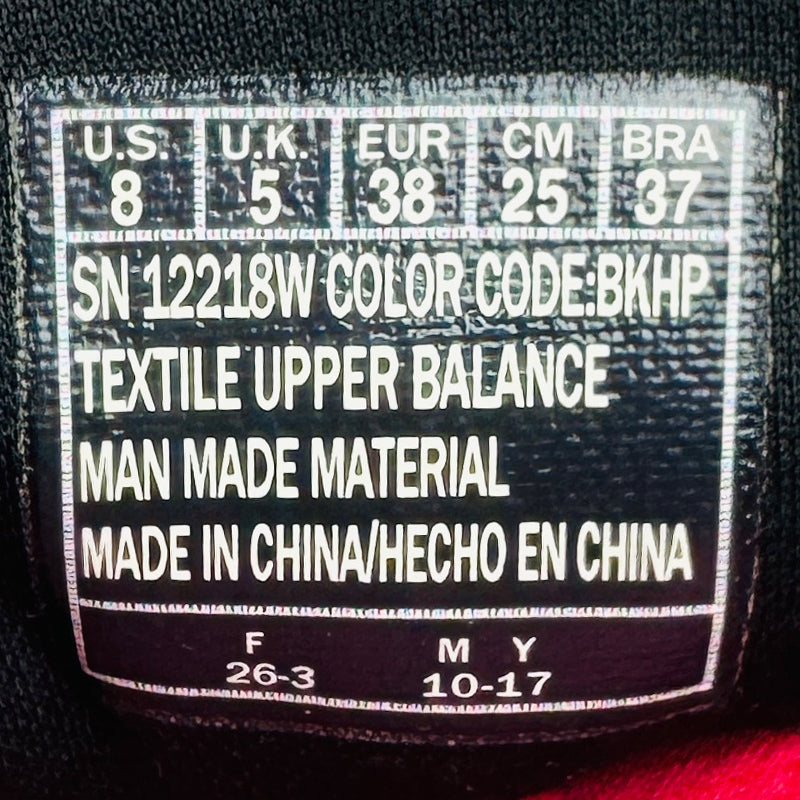 U.S. U.K. EUR CM BRA
8 5 38 25 37
SN 12218W COLOR CODE:BKHP
TEXTILE UPPER BALANCE
MAN MADE MATERIAL
MADE IN CHINA/HECHO EN CHINA
F M Y
26-3 10-17